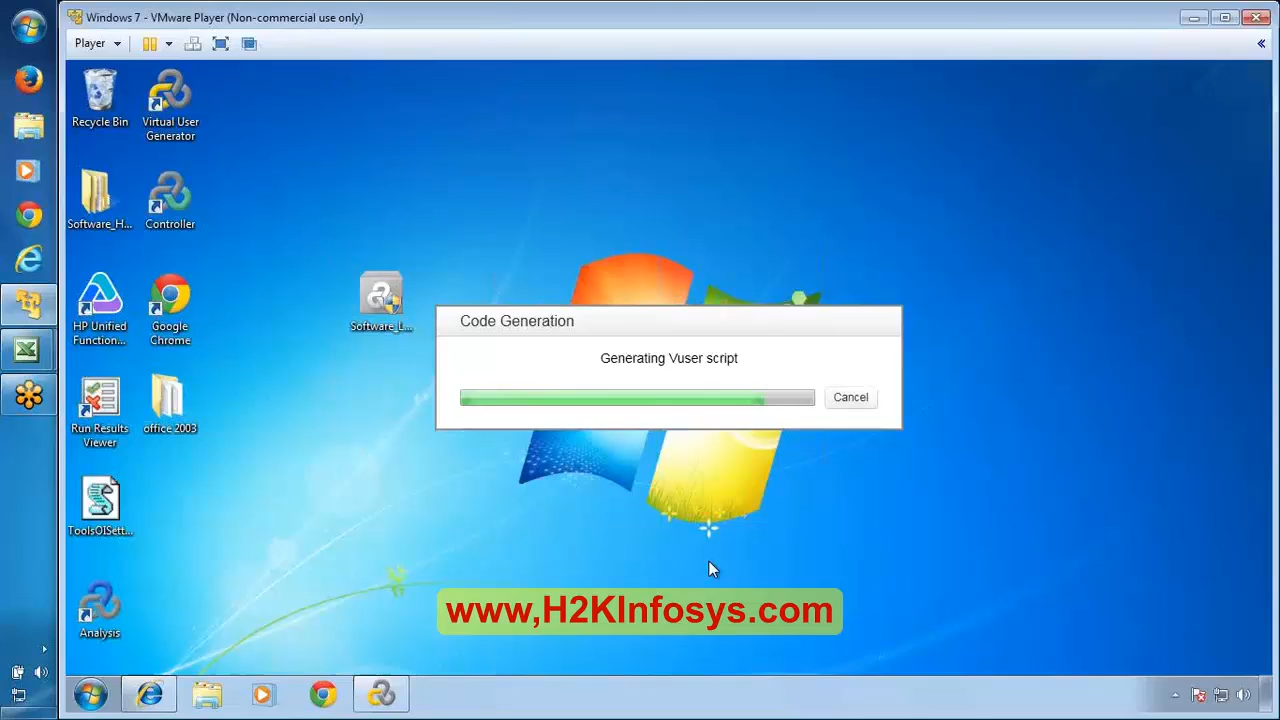 Windows 7 - VMware Player (Non-commercial use only)
Player
Recycle Bin
Virtual User
Generator
Software_H...
Controller
HP Unified
Function...
Google
Chrome
Software_L...
Code Generation
Generating Vuser script
Cancel
Run Results
Viewer
office 2003
ToolsOISett...
Analysis
www,H2KInfosys.com